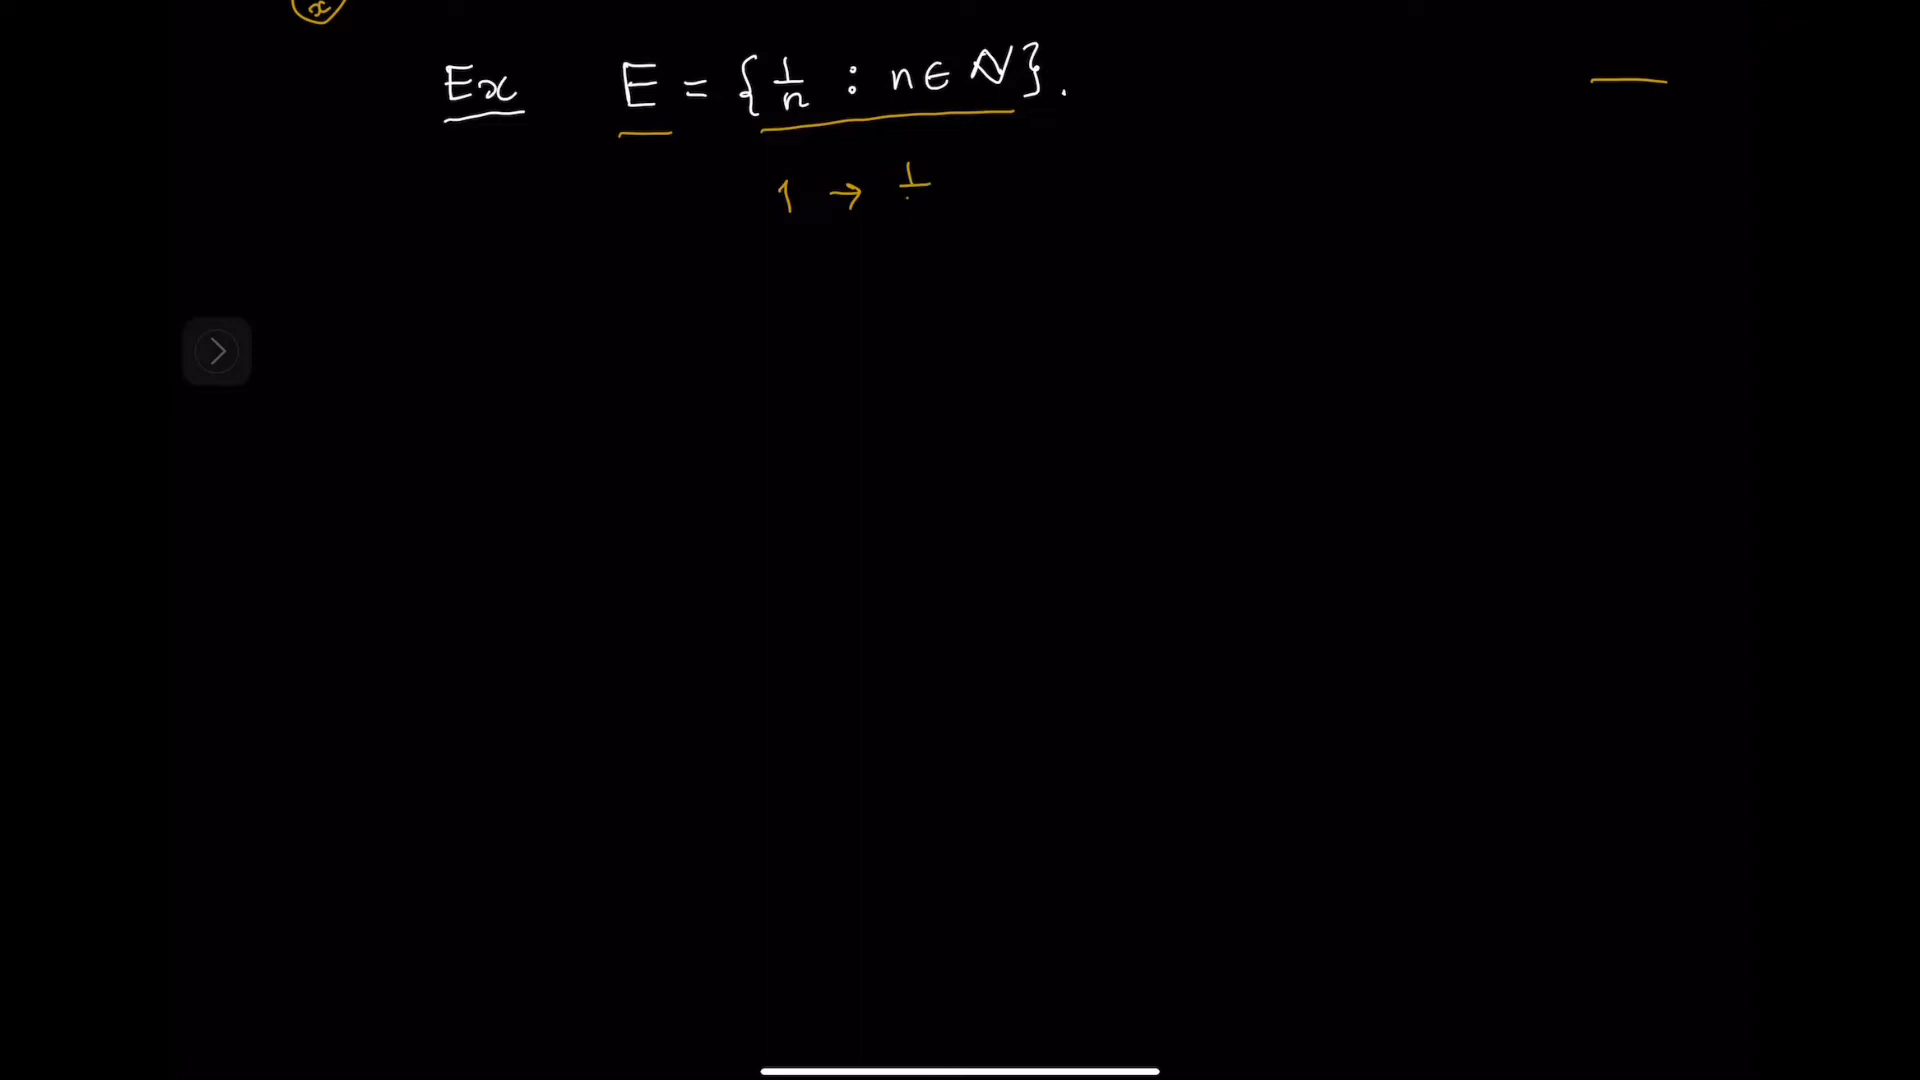 x
Ex E = {1/n : n ∈ ℕ}.
1 → 1